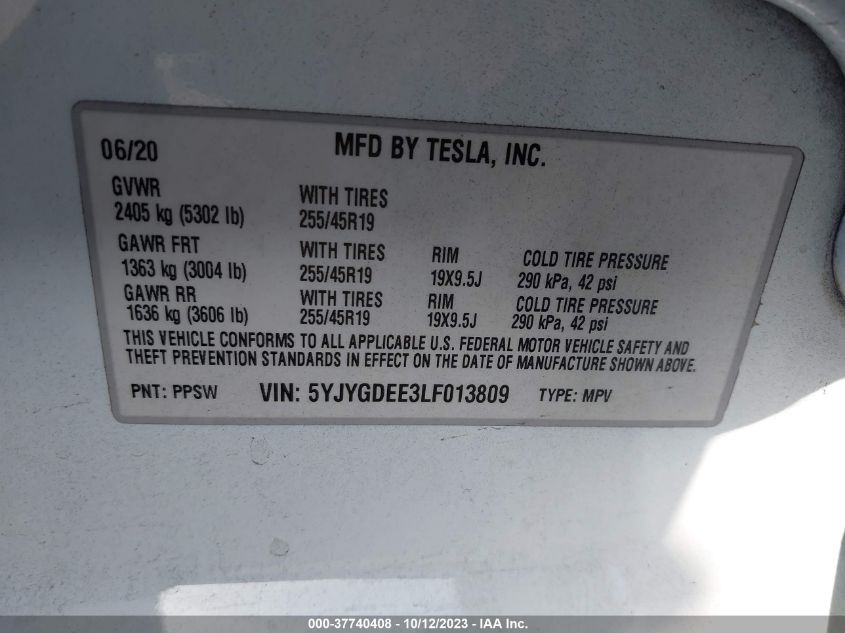 06/20 MFD BY TESLA, INC.
GVWR WITH TIRES
2405 kg (5302 lb) 255/45R19
GAWR FRT WITH TIRES RIM COLD TIRE PRESSURE
1363 kg (3004 lb) 255/45R19 19X9.5J 290 kPa, 42 psi
GAWR RR WITH TIRES RIM COLD TIRE PRESSURE
1636 kg (3606 lb) 255/45R19 19X9.5J 290 kPa, 42 psi
THIS VEHICLE CONFORMS TO ALL APPLICABLE U.S. FEDERAL MOTOR VEHICLE SAFETY AND
THEFT PREVENTION STANDARDS IN EFFECT ON THE DATE OF MANUFACTURE SHOWN ABOVE.
PNT: PPSW VIN: 5YJYGDEE3LF013809 TYPE: MPV
000-37740408 - 10/12/2023 - Copyright © 2023 IAA, Inc.